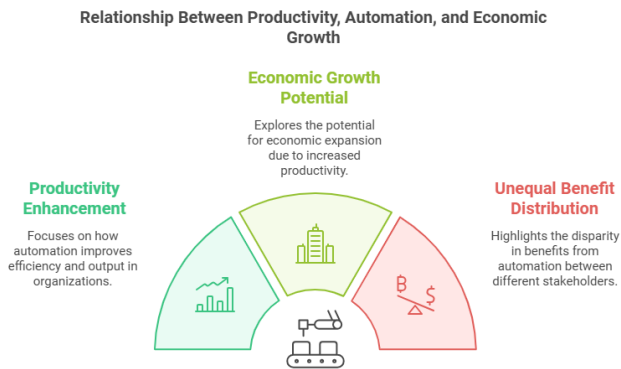 Relationship Between Productivity, Automation, and Economic
Growth
Economic Growth
Potential
Explores the potential
for economic expansion
due to increased
productivity.
Productivity
Enhancement
Focuses on how
automation improves
efficiency and output in
organizations.
Unequal Benefit
Distribution
Highlights the disparity
in benefits from
automation between
different stakeholders.
₿
$